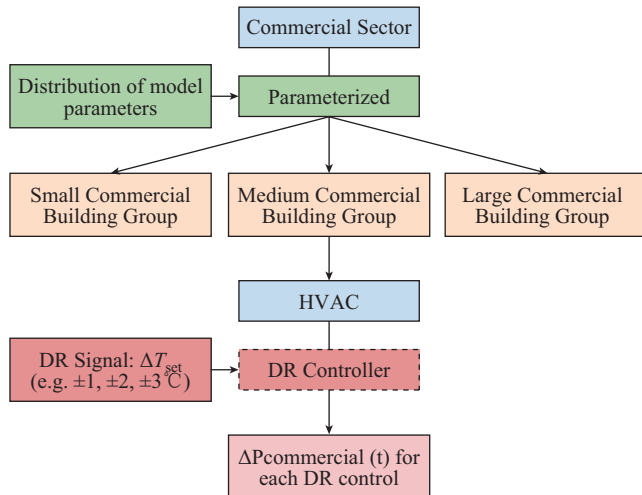 Commercial Sector
Distribution of model
parameters
Parameterized
Small Commercial
Building Group
Medium Commercial
Building Group
Large Commercial
Building Group
HVAC
DR Signal: ΔTset
(e.g. ±1, ±2, ±3℃)
DR Controller
ΔPcommercial (t) for
each DR control